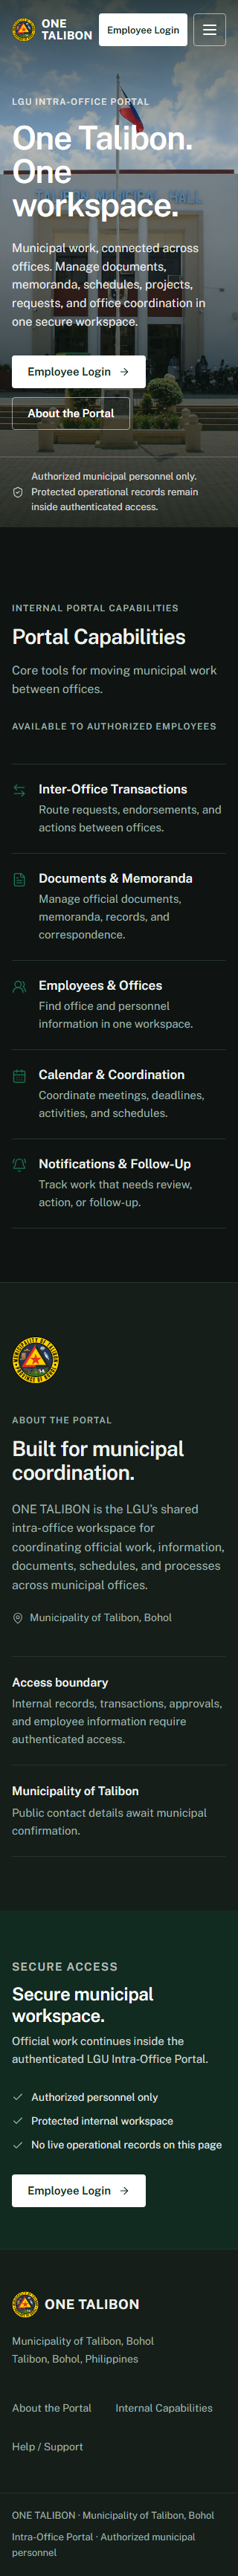 ONE
TALIBON
Employee Login
LGU INTRA-OFFICE PORTAL
One Talibon.
One
workspace.
TALIBON MUNICIPAL HALL
Municipal work, connected across
offices. Manage documents,
memoranda, schedules, projects,
requests, and office coordination in
one secure workspace.
Employee Login
About the Portal
Authorized municipal personnel only.
Protected operational records remain
inside authenticated access.
INTERNAL PORTAL CAPABILITIES
Portal Capabilities
Core tools for moving municipal work
between offices.
AVAILABLE TO AUTHORIZED EMPLOYEES
Inter-Office Transactions
Route requests, endorsements, and
actions between offices.
Documents & Memoranda
Manage official documents,
memoranda, records, and
correspondence.
Employees & Offices
Find office and personnel
information in one workspace.
Calendar & Coordination
Coordinate meetings, deadlines,
activities, and schedules.
Notifications & Follow-Up
Track work that needs review,
action, or follow-up.
ABOUT THE PORTAL
Built for municipal
coordination.
ONE TALIBON is the LGU's shared
intra-office workspace for
coordinating official work, information,
documents, schedules, and processes
across municipal offices.
Municipality of Talibon, Bohol
Access boundary
Internal records, transactions, approvals,
and employee information require
authenticated access.
Municipality of Talibon
Public contact details await municipal
confirmation.
SECURE ACCESS
Secure municipal
workspace.
Official work continues inside the
authenticated LGU Intra-Office Portal.
Authorized personnel only
Protected internal workspace
No live operational records on this page
Employee Login
ONE TALIBON
Municipality of Talibon, Bohol
Talibon, Bohol, Philippines
About the Portal
Internal Capabilities
Help / Support
ONE TALIBON · Municipality of Talibon, Bohol
Intra-Office Portal · Authorized municipal
personnel